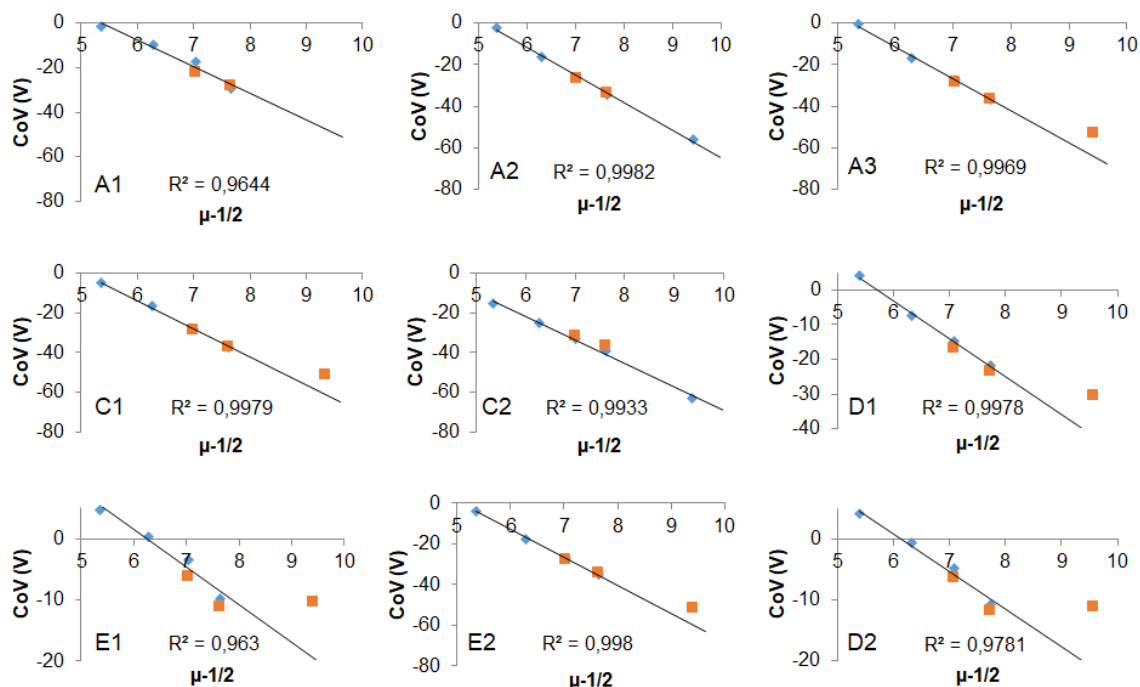 0
5 6 7 8 9 10
-20
-40
-60
-80
CoV (V)
A1
R² = 0,9644
µ-1/2
0
5 6 7 8 9 10
-20
-40
-60
-80
CoV (V)
A2
R² = 0,9982
µ-1/2
0
5 6 7 8 9 10
-20
-40
-60
-80
CoV (V)
A3
R² = 0,9969
µ-1/2
0
5 6 7 8 9 10
-20
-40
-60
-80
CoV (V)
C1
R² = 0,9979
µ-1/2
0
5 6 7 8 9 10
-20
-40
-60
-80
CoV (V)
C2
R² = 0,9933
µ-1/2
0
5 6 7 8 9 10
-10
-20
-30
-40
CoV (V)
D1
R² = 0,9978
µ-1/2
0
5 6 7 8 9 10
-10
-20
CoV (V)
E1
R² = 0,963
µ-1/2
0
5 6 7 8 9 10
-20
-40
-60
-80
CoV (V)
E2
R² = 0,998
µ-1/2
0
5 6 7 8 9 10
-10
-20
CoV (V)
D2
R² = 0,9781
µ-1/2